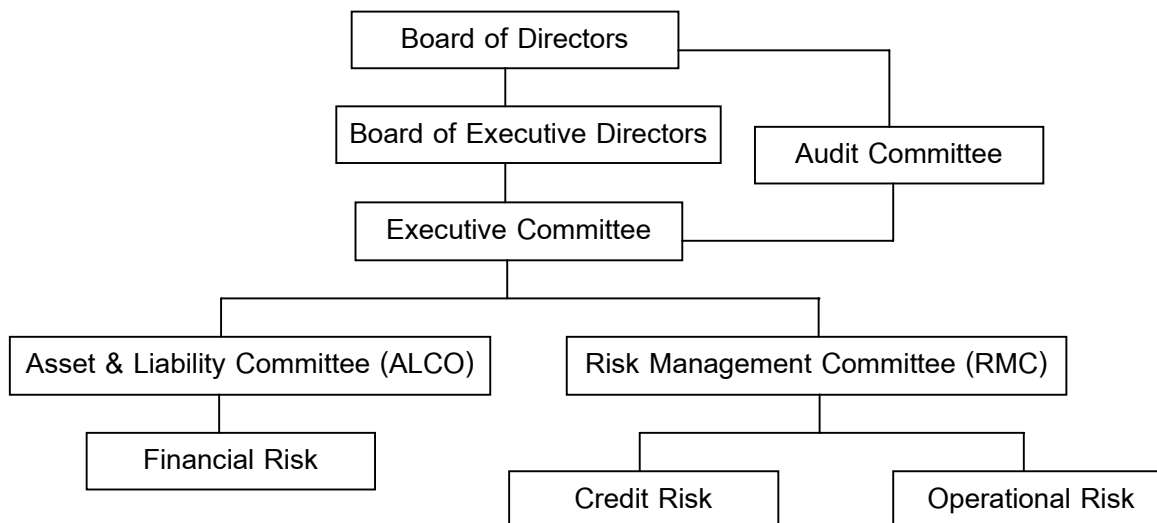 Board of Directors
Board of Executive Directors
Audit Committee
Executive Committee
Asset & Liability Committee (ALCO)
Risk Management Committee (RMC)
Financial Risk
Credit Risk
Operational Risk